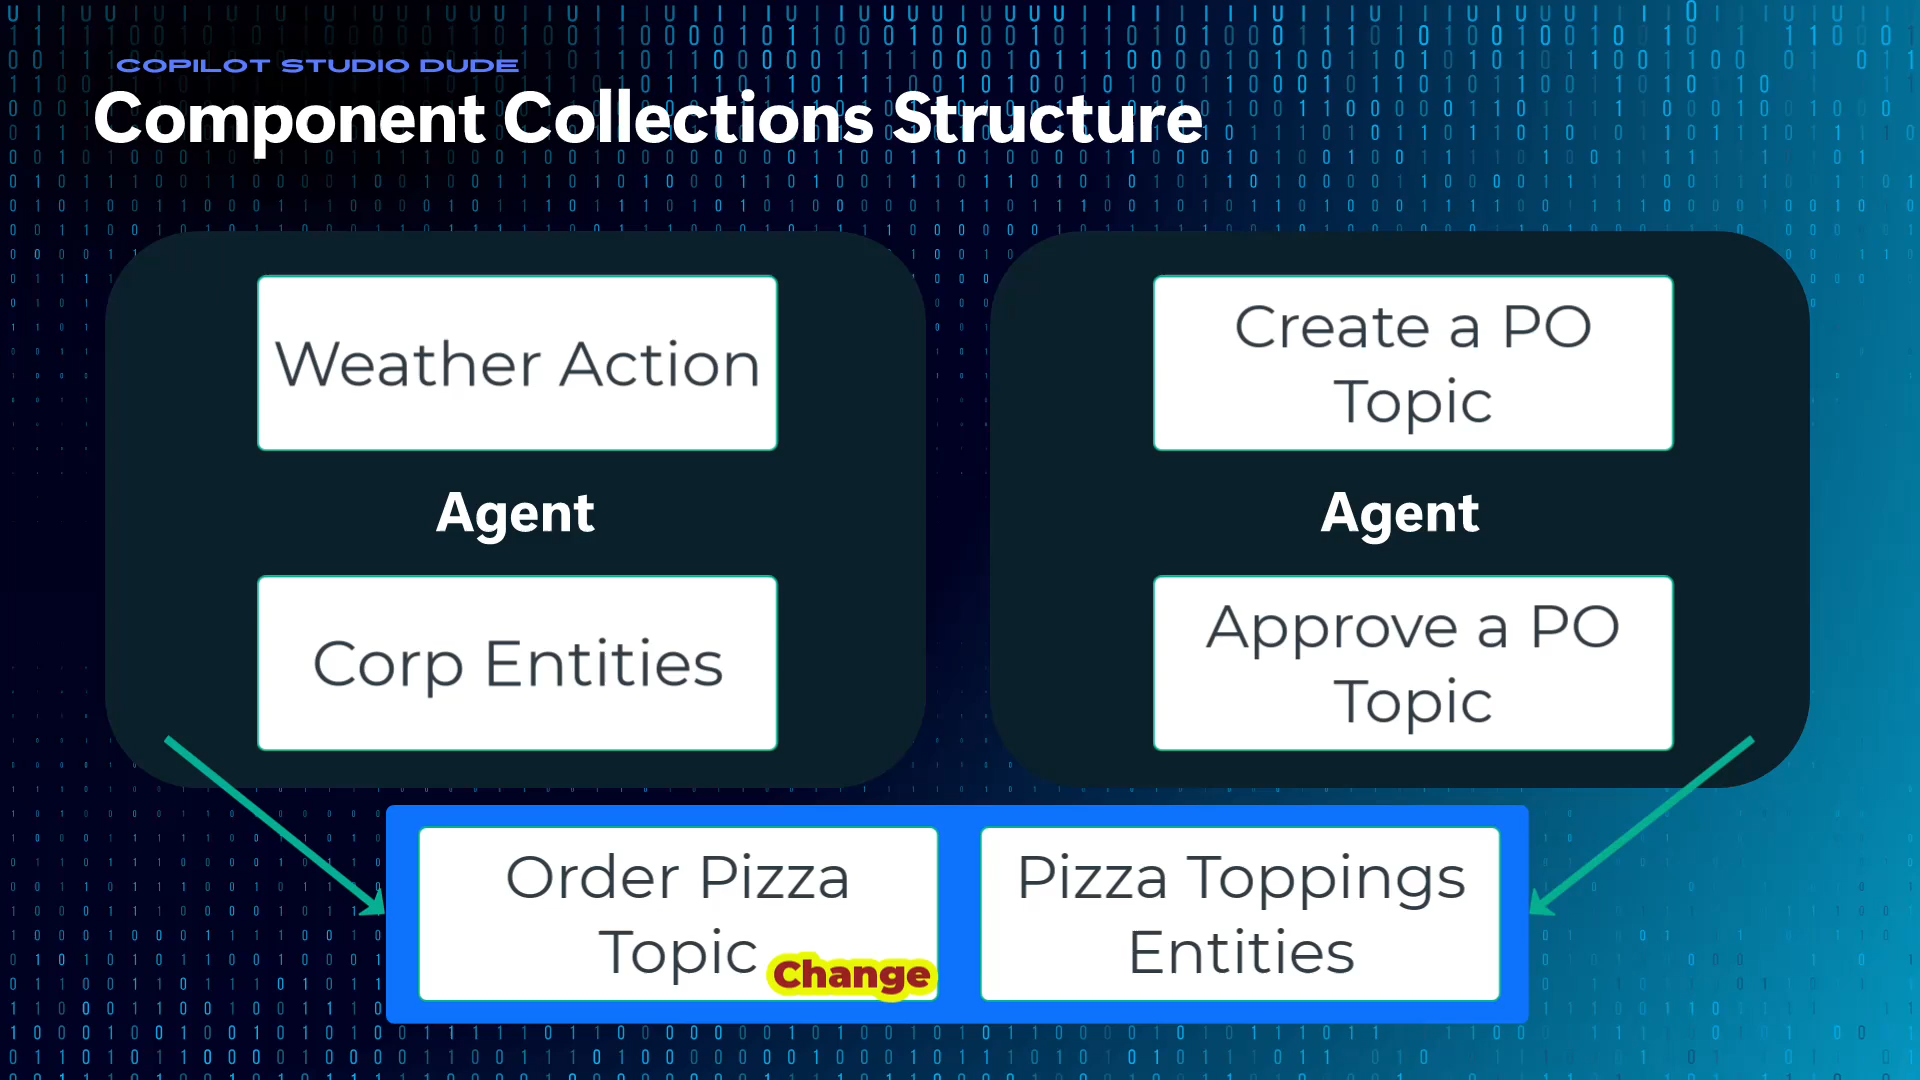 COPILOT STUDIO DUDE
Component Collections Structure
Weather Action
Agent
Corp Entities
Create a PO
Topic
Agent
Approve a PO
Topic
Order Pizza
Topic
Change
Pizza Toppings
Entities